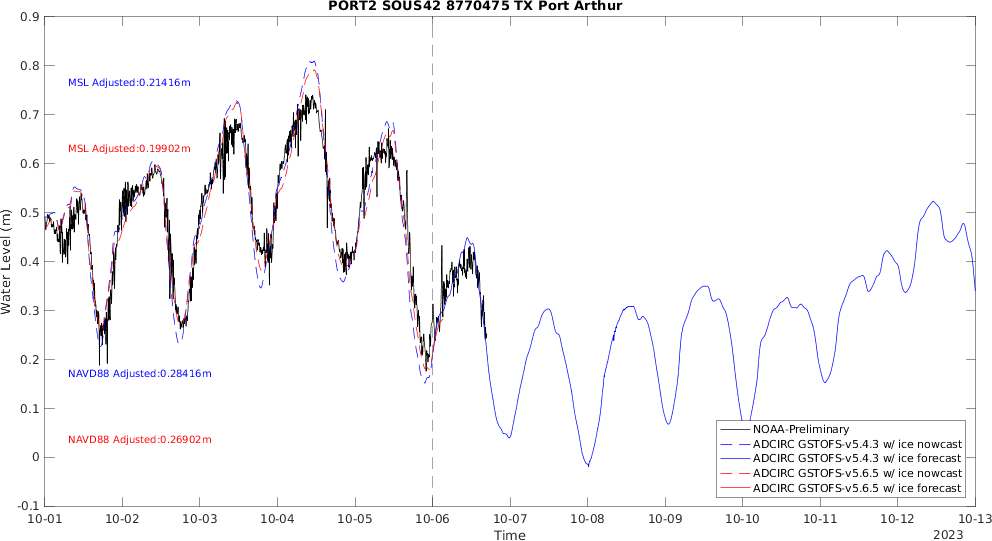 PORT2 SOUS42 8770475 TX Port Arthur
0.9
0.8
0.7
0.6
0.5
0.4
0.3
0.2
0.1
0
-0.1
Water Level (m)
MSL Adjusted:0.21416m
MSL Adjusted:0.19902m
NAVD88 Adjusted:0.28416m
NAVD88 Adjusted:0.26902m
NOAA-Preliminary
ADCIRC GSTOFS-v5.4.3 w/ ice nowcast
ADCIRC GSTOFS-v5.4.3 w/ ice forecast
ADCIRC GSTOFS-v5.6.5 w/ ice nowcast
ADCIRC GSTOFS-v5.6.5 w/ ice forecast
10-01 10-02 10-03 10-04 10-05 10-06 10-07 10-08 10-09 10-10 10-11 10-12 10-13
Time
2023